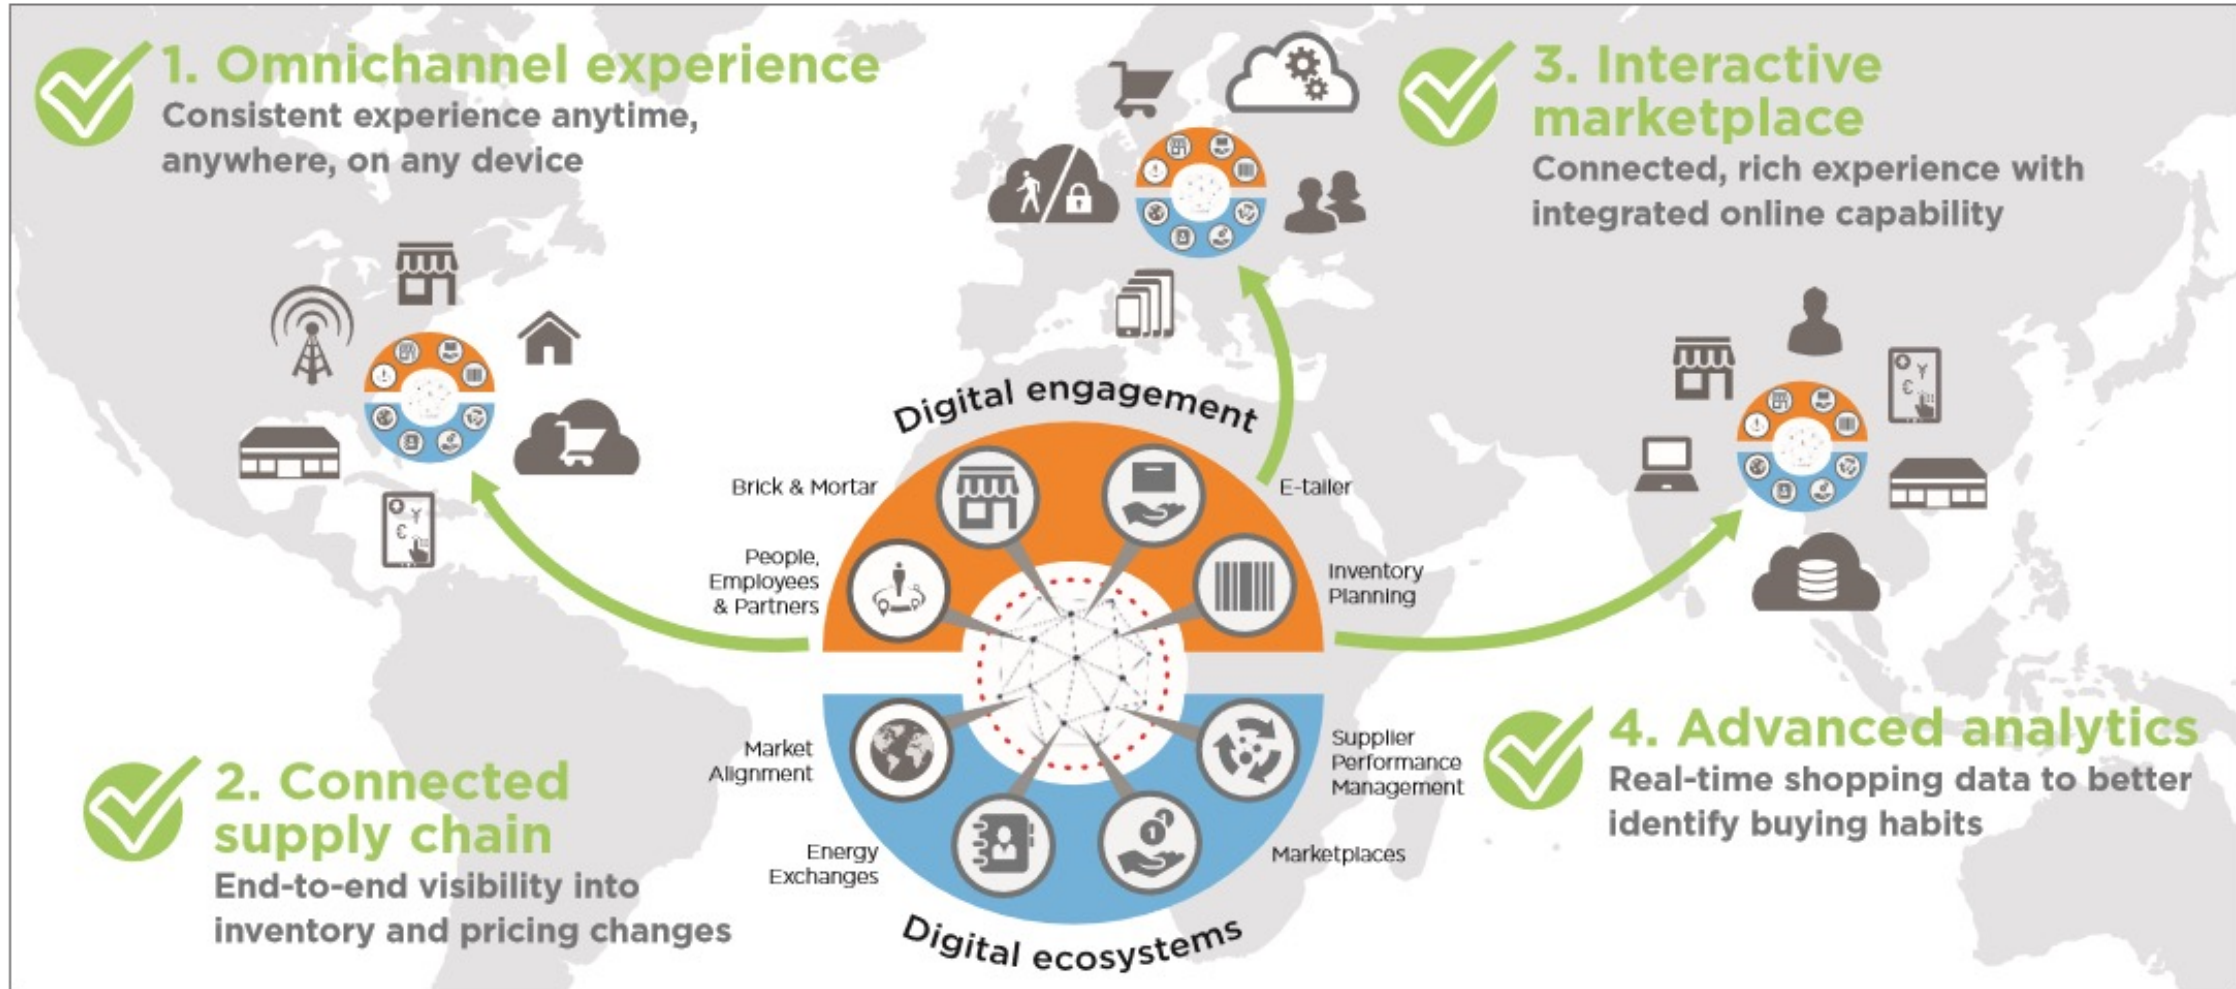 1. Omnichannel experience
Consistent experience anytime,
anywhere, on any device
2. Connected
supply chain
End-to-end visibility into
inventory and pricing changes
3. Interactive
marketplace
Connected, rich experience with
integrated online capability
4. Advanced analytics
Real-time shopping data to better
identify buying habits
Digital engagement
Brick & Mortar
E-tailer
People,
Employees
& Partners
Inventory
Planning
Market
Alignment
Supplier
Performance
Management
Energy
Exchanges
Marketplaces
Digital ecosystems